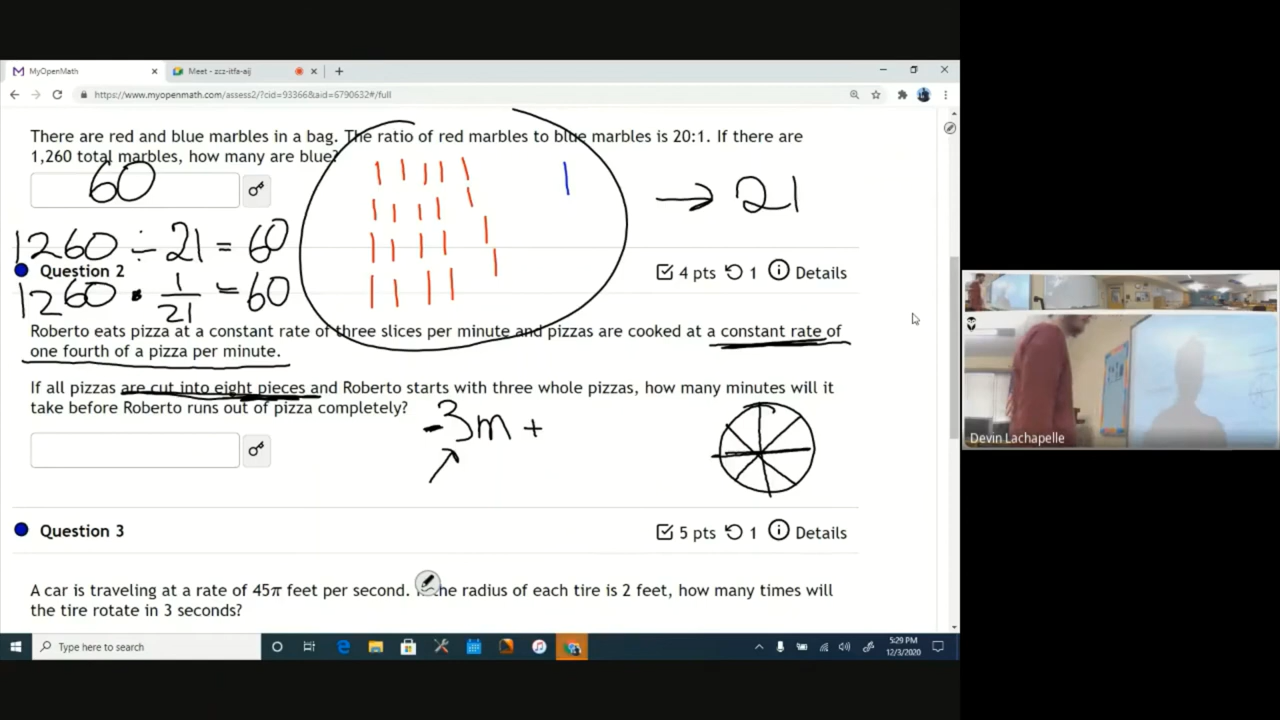 MyOpenMath
Meet - zcz-itfa-aij
https://www.myopenmath.com/assess2/?cid=93366&aid=6790632#/full
There are red and blue marbles in a bag. The ratio of red marbles to blue marbles is 20:1. If there are
1,260 total marbles, how many are blue?
60
→ 21
1260 ÷ 21 = 60
Question 2
4 pts 1 Details
1260 · 1/21 = 60
Roberto eats pizza at a constant rate of three slices per minute and pizzas are cooked at a constant rate of
one fourth of a pizza per minute.
If all pizzas are cut into eight pieces and Roberto starts with three whole pizzas, how many minutes will it
take before Roberto runs out of pizza completely?
-3m +
Question 3
5 pts 1 Details
A car is traveling at a rate of 45π feet per second. the radius of each tire is 2 feet, how many times will
the tire rotate in 3 seconds?
Devin Lachapelle
Type here to search
5:29 PM
12/3/2020